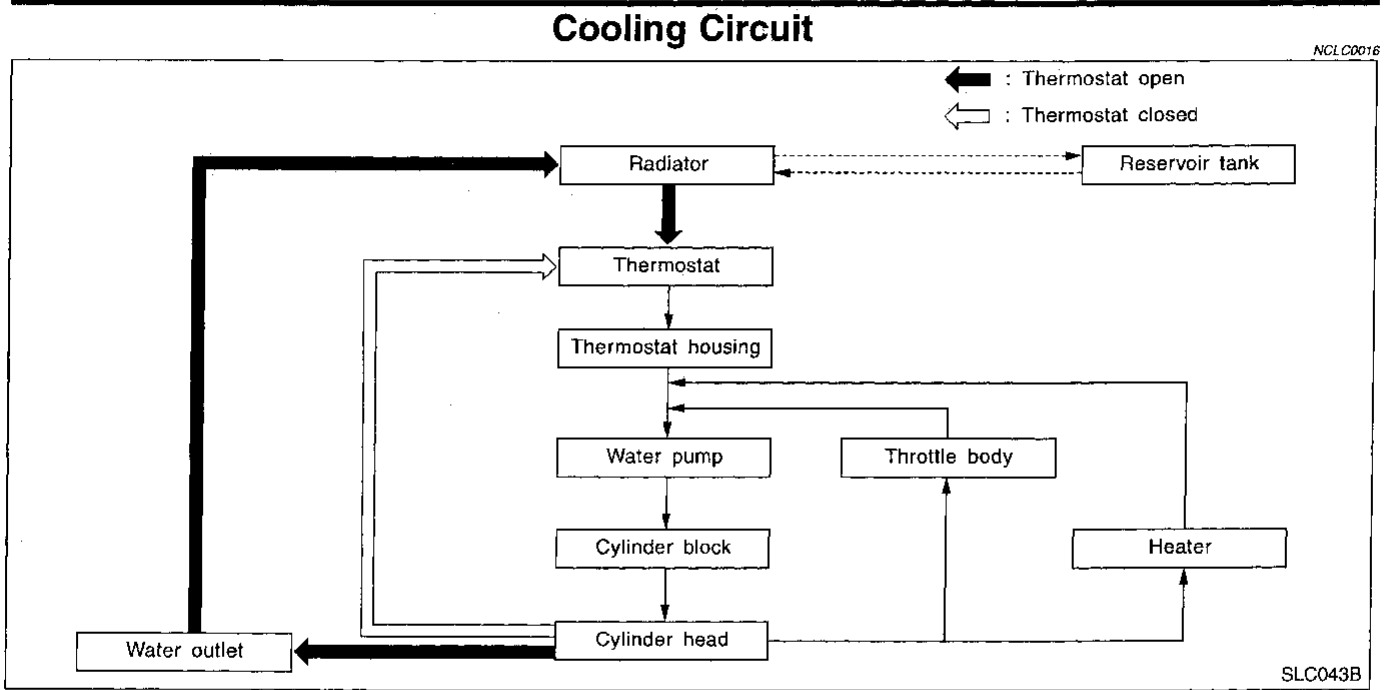 Cooling Circuit
NCLC0016
: Thermostat open
: Thermostat closed
Radiator
Reservoir tank
Thermostat
Thermostat housing
Water pump
Throttle body
Cylinder block
Heater
Cylinder head
Water outlet
SLC043B